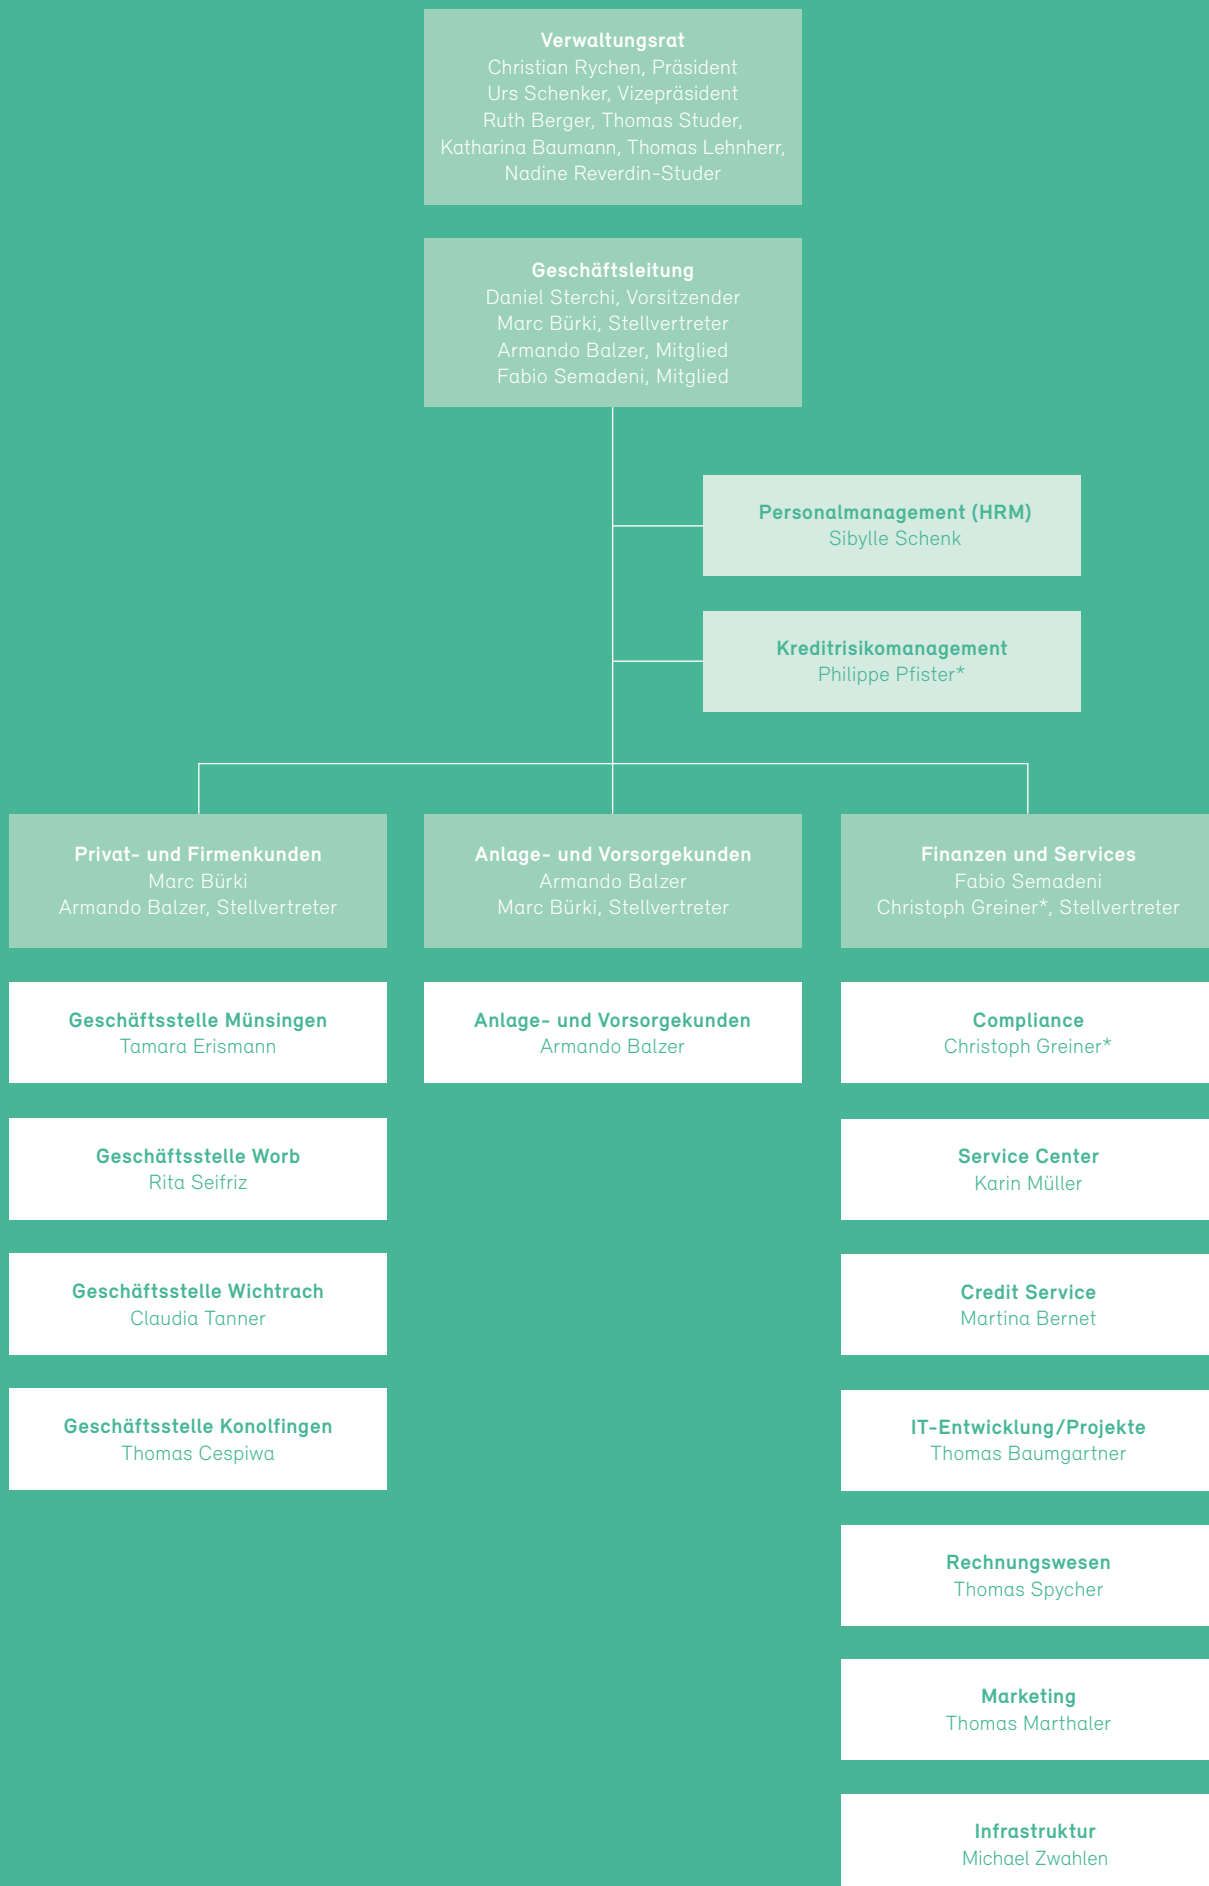 Verwaltungsrat
Christian Rychen, Präsident
Urs Schenker, Vizepräsident
Ruth Berger, Thomas Studer,
Katharina Baumann, Thomas Lehnherr,
Nadine Reverdin-Studer
Geschäftsleitung
Daniel Sterchi, Vorsitzender
Marc Bürki, Stellvertreter
Armando Balzer, Mitglied
Fabio Semadeni, Mitglied
Personalmanagement (HRM)
Sibylle Schenk
Kreditrisikomanagement
Philippe Pfister*
Privat- und Firmenkunden
Marc Bürki
Armando Balzer, Stellvertreter
Geschäftsstelle Münsingen
Tamara Erismann
Geschäftsstelle Worb
Rita Seifriz
Geschäftsstelle Wichtrach
Claudia Tanner
Geschäftsstelle Konolfingen
Thomas Cespiwa
Anlage- und Vorsorgekunden
Armando Balzer
Marc Bürki, Stellvertreter
Anlage- und Vorsorgekunden
Armando Balzer
Finanzen und Services
Fabio Semadeni
Christoph Greiner*, Stellvertreter
Compliance
Christoph Greiner*
Service Center
Karin Müller
Credit Service
Martina Bernet
IT-Entwicklung/Projekte
Thomas Baumgartner
Rechnungswesen
Thomas Spycher
Marketing
Thomas Marthaler
Infrastruktur
Michael Zwahlen